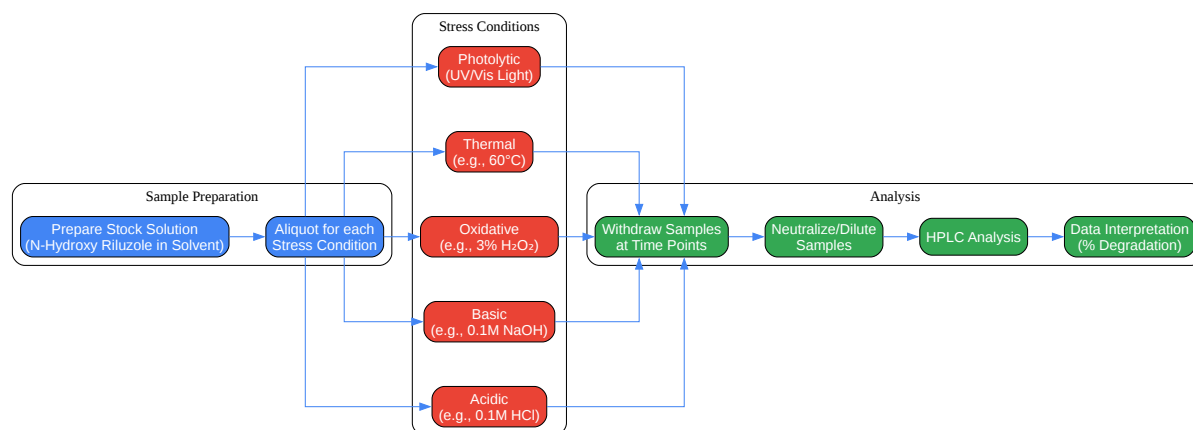 Stress Conditions
Photolytic
(UV/Vis Light)
Thermal
(e.g., 60°C)
Sample Preparation
Prepare Stock Solution
(N-Hydroxy Riluzole in Solvent)
Aliquot for each
Stress Condition
Oxidative
(e.g., 3% H₂O₂)
Basic
(e.g., 0.1M NaOH)
Acidic
(e.g., 0.1M HCl)
Analysis
Withdraw Samples
at Time Points
Neutralize/Dilute
Samples
HPLC Analysis
Data Interpretation
(% Degradation)